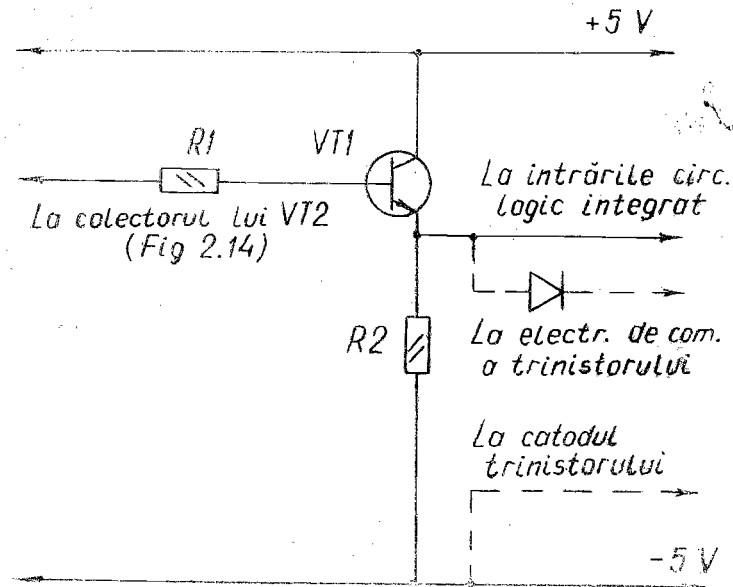 +5 V
R1
VT1
La intrările circ.
logic integrat
La colectorul lui VT2
(Fig 2.14)
R2
La electr. de com.
a trinistorului
La catodul
trinistorului
-5 V